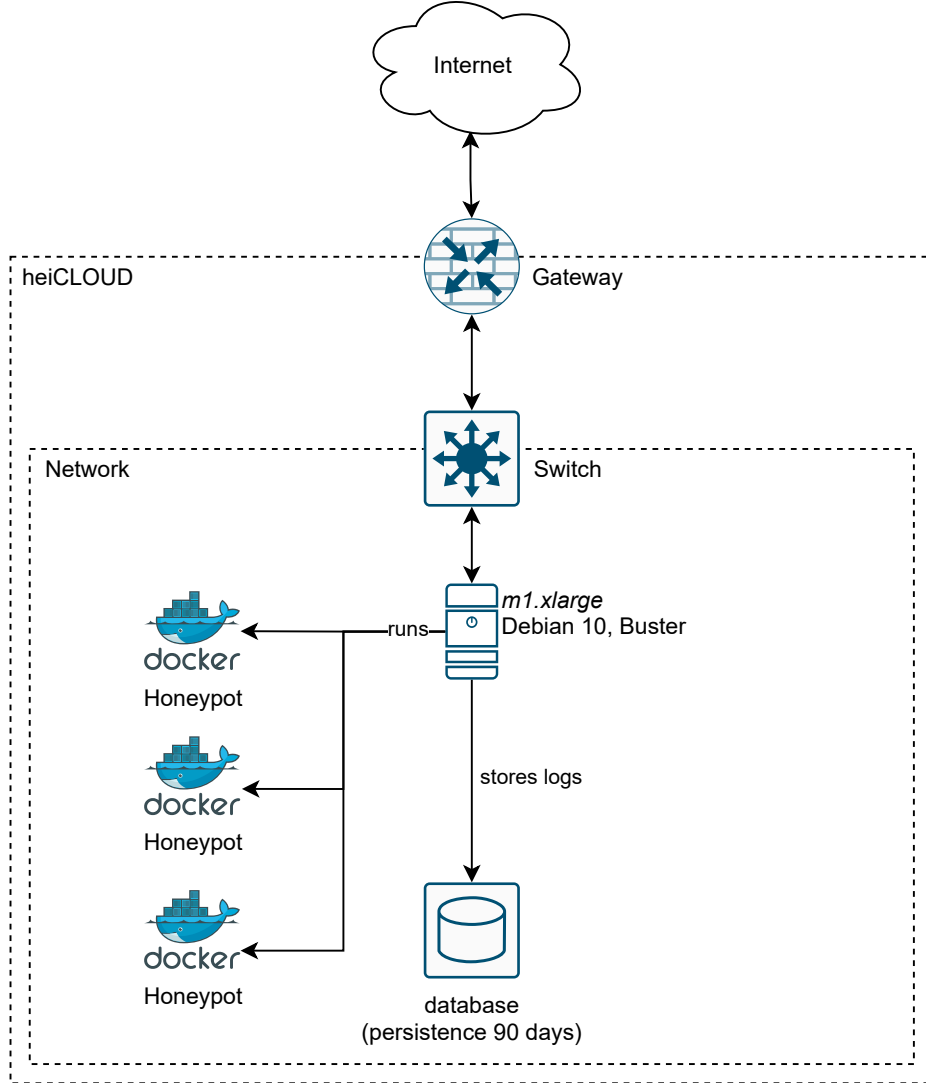 Internet
heiCLOUD
Gateway
Network
Switch
m1.xlarge
Debian 10, Buster
runs
docker
Honeypot
docker
Honeypot
stores logs
docker
Honeypot
database
(persistence 90 days)